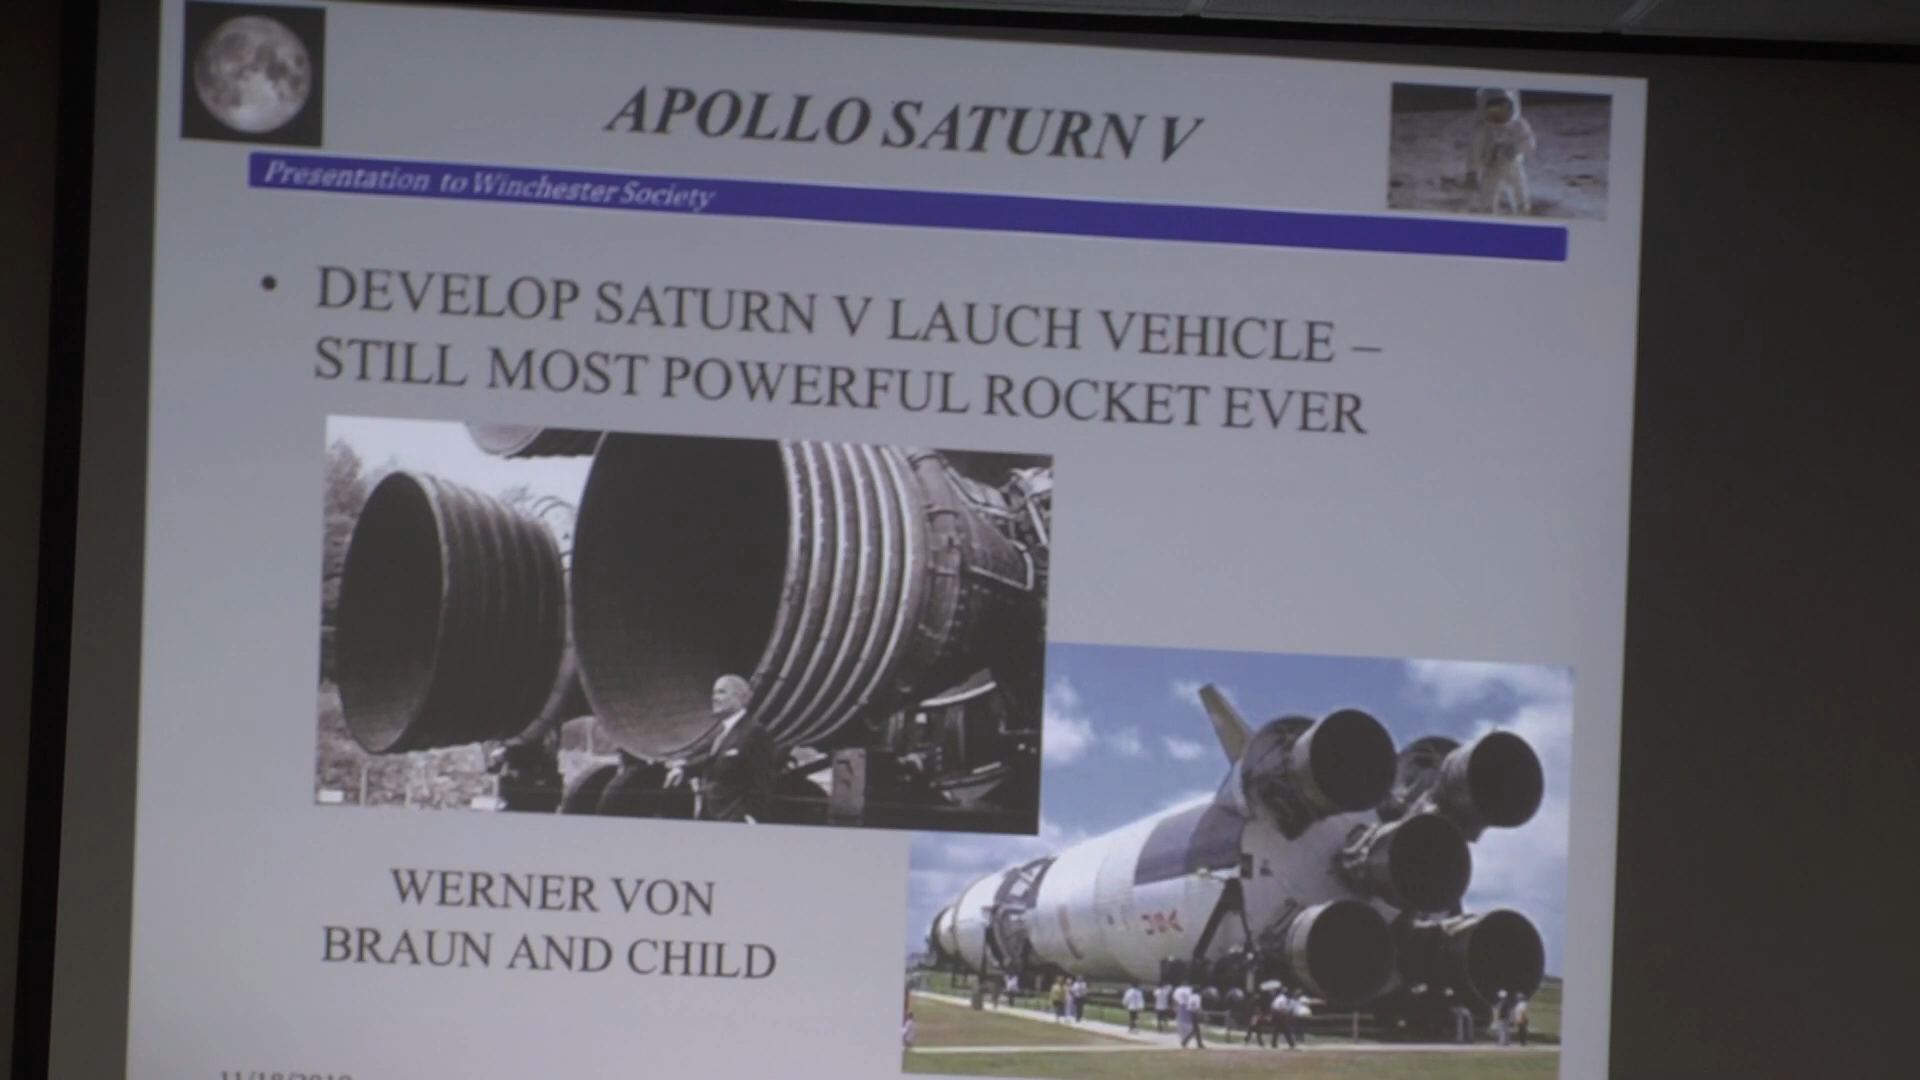 APOLLO SATURN V
Presentation to Winchester Society
• DEVELOP SATURN V LAUCH VEHICLE –
STILL MOST POWERFUL ROCKET EVER
WERNER VON
BRAUN AND CHILD